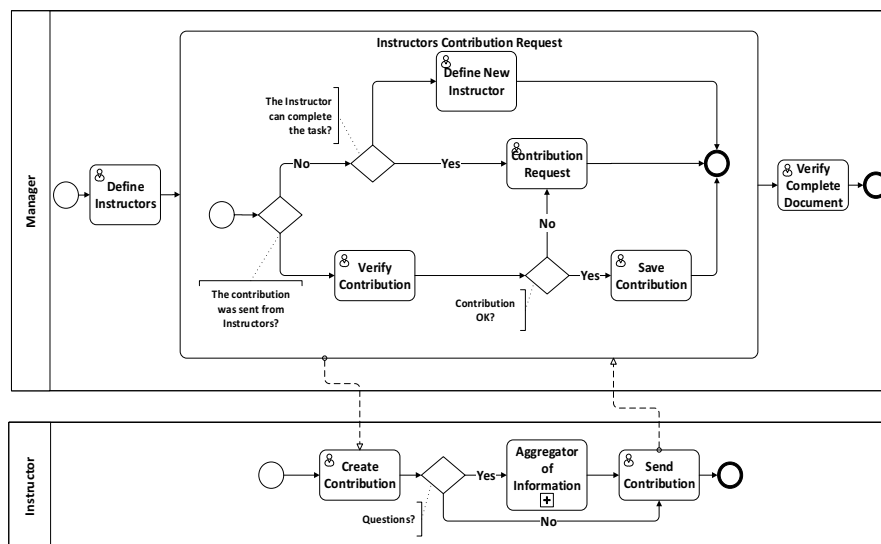 Manager
Instructors Contribution Request
Define New
Instructor
The Instructor
can complete
the task?
No
Yes
Contribution
Request
Define
Instructors
Verify
Complete
Document
No
Verify
Contribution
Yes
Save
Contribution
The contribution
was sent from
Instructors?
Contribution
OK?
Instructor
Create
Contribution
Yes
Aggregator
of
Information
Send
Contribution
Questions?
No